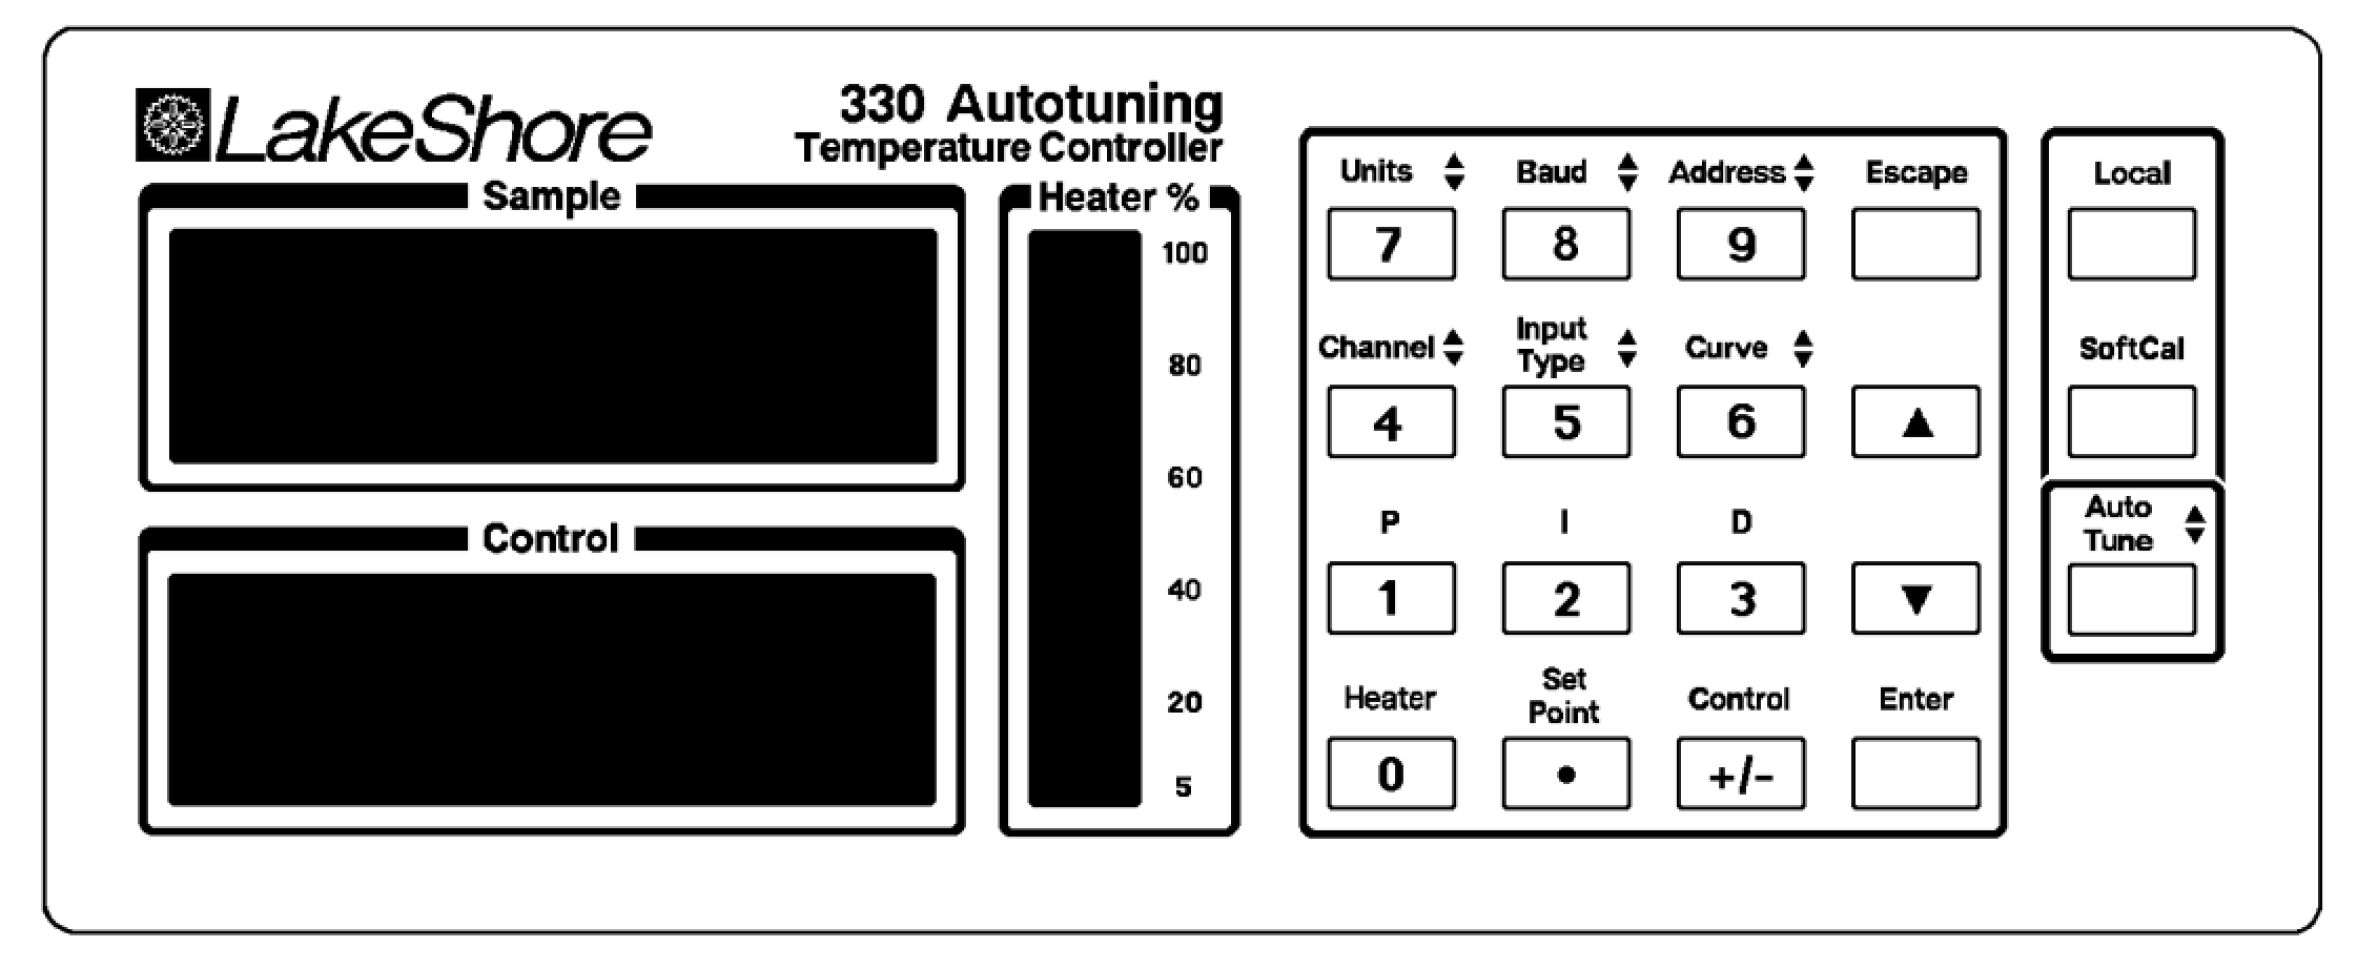 LakeShore
330 Autotuning
Temperature Controller
Sample
Heater %
100
80
60
40
20
5
Control
Units Baud Address Escape
7 8 9
Channel Input Type Curve
4 5 6 ▲
P I D
1 2 3 ▼
Heater Set Point Control Enter
0 • +/-
Local
SoftCal
Auto
Tune